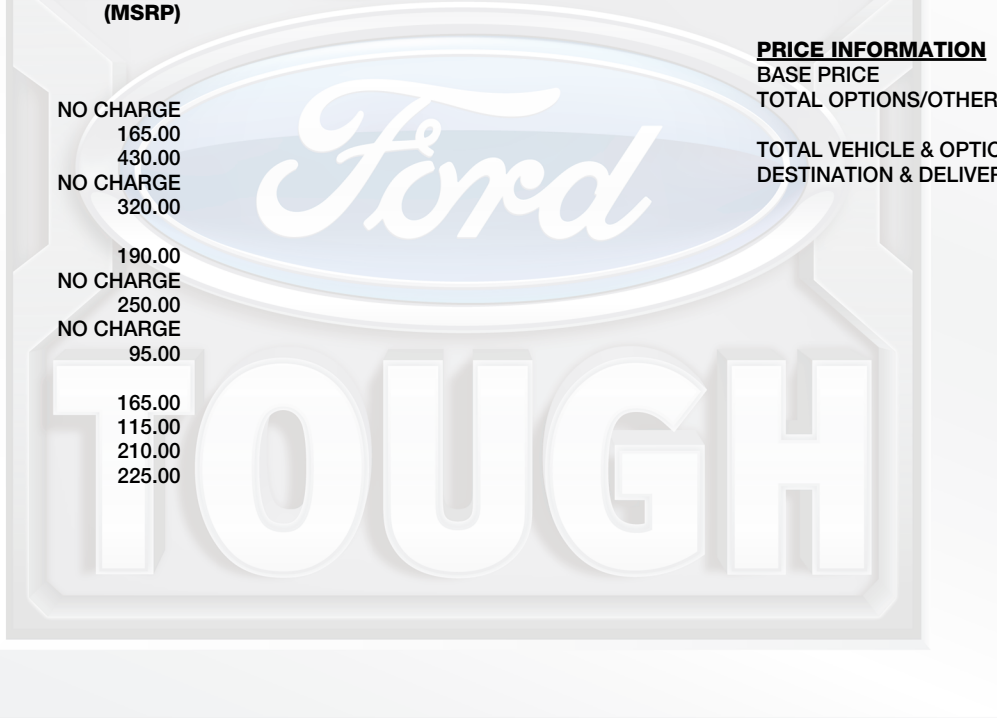 (MSRP)
NO CHARGE
165.00
430.00
NO CHARGE
320.00
190.00
NO CHARGE
250.00
NO CHARGE
95.00
165.00
115.00
210.00
225.00
PRICE INFORMATION
BASE PRICE
TOTAL OPTIONS/OTHER
TOTAL VEHICLE & OPTIO
DESTINATION & DELIVER
Ford
TOUGH